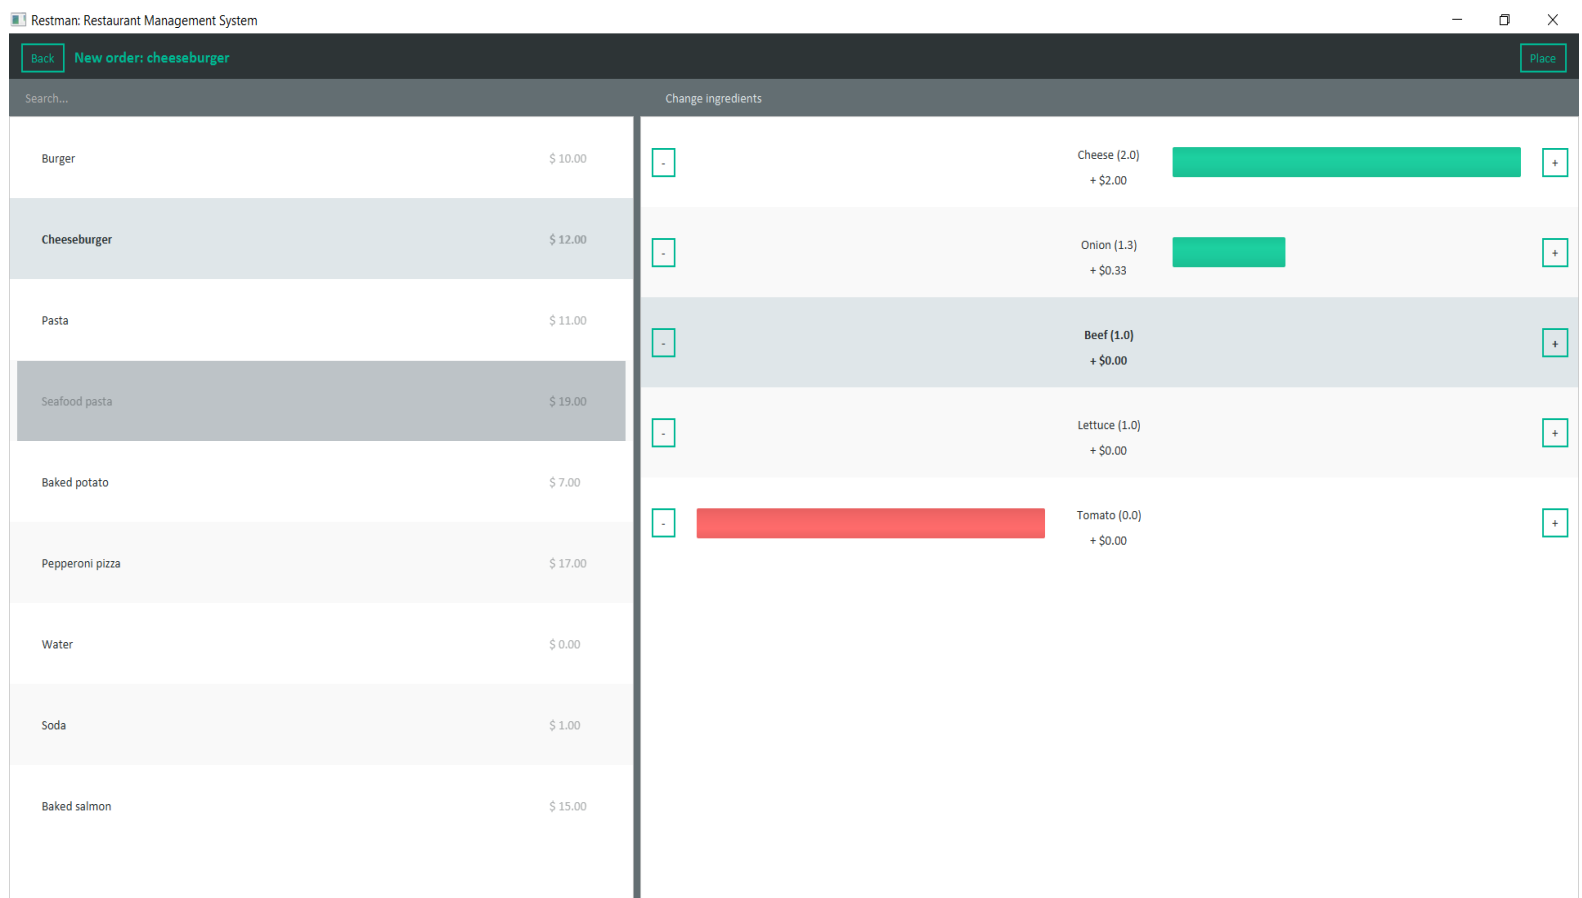 Restman: Restaurant Management System
Back New order: cheeseburger Place
Search... Change ingredients
Burger $ 10.00
Cheeseburger $ 12.00
Pasta $ 11.00
Seafood pasta $ 19.00
Baked potato $ 7.00
Pepperoni pizza $ 17.00
Water $ 0.00
Soda $ 1.00
Baked salmon $ 15.00
- Cheese (2.0) +
+ $2.00
- Onion (1.3) +
+ $0.33
- Beef (1.0) +
+ $0.00
- Lettuce (1.0) +
+ $0.00
- Tomato (0.0) +
+ $0.00